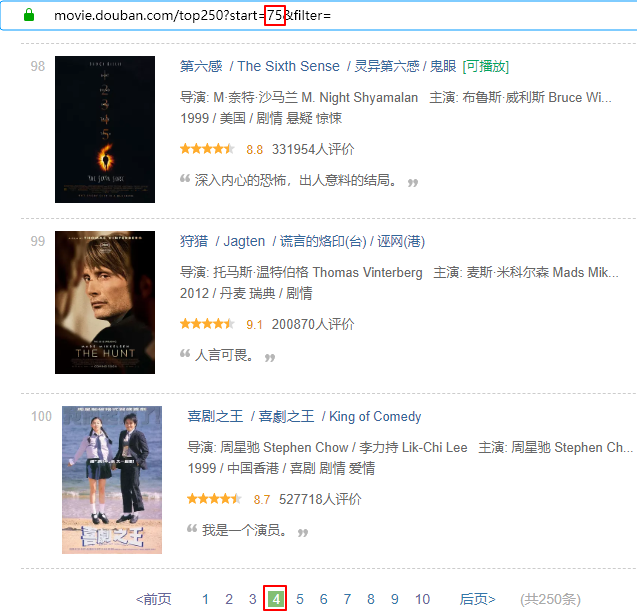 movie.douban.com/top250?start=75&filter=
98
第六感 / The Sixth Sense / 灵异第六感 / 鬼眼 [可播放]
导演: M·奈特·沙马兰 M. Night Shyamalan 主演: 布鲁斯·威利斯 Bruce Wi...
1999 / 美国 / 剧情 悬疑 惊悚
8.8 331954人评价
“ 深入内心的恐怖，出人意料的结局。 ”
THE SIXTH SENSE
99
狩猎 / Jagten / 谎言的烙印(台) / 诬网(港)
导演: 托马斯·温特伯格 Thomas Vinterberg 主演: 麦斯·米科尔森 Mads Mik...
2012 / 丹麦 瑞典 / 剧情
9.1 200870人评价
“ 人言可畏。 ”
THOMAS VINTERBERG
MADS MIKKELSEN
THE HUNT
100
喜剧之王 / 喜劇之王 / King of Comedy
导演: 周星驰 Stephen Chow / 李力持 Lik-Chi Lee 主演: 周星驰 Stephen Ch...
1999 / 中国香港 / 喜剧 剧情 爱情
8.7 527718人评价
“ 我是一个演员。 ”
喜劇之王
<前页 1 2 3 4 5 6 7 8 9 10 后页> (共250条)